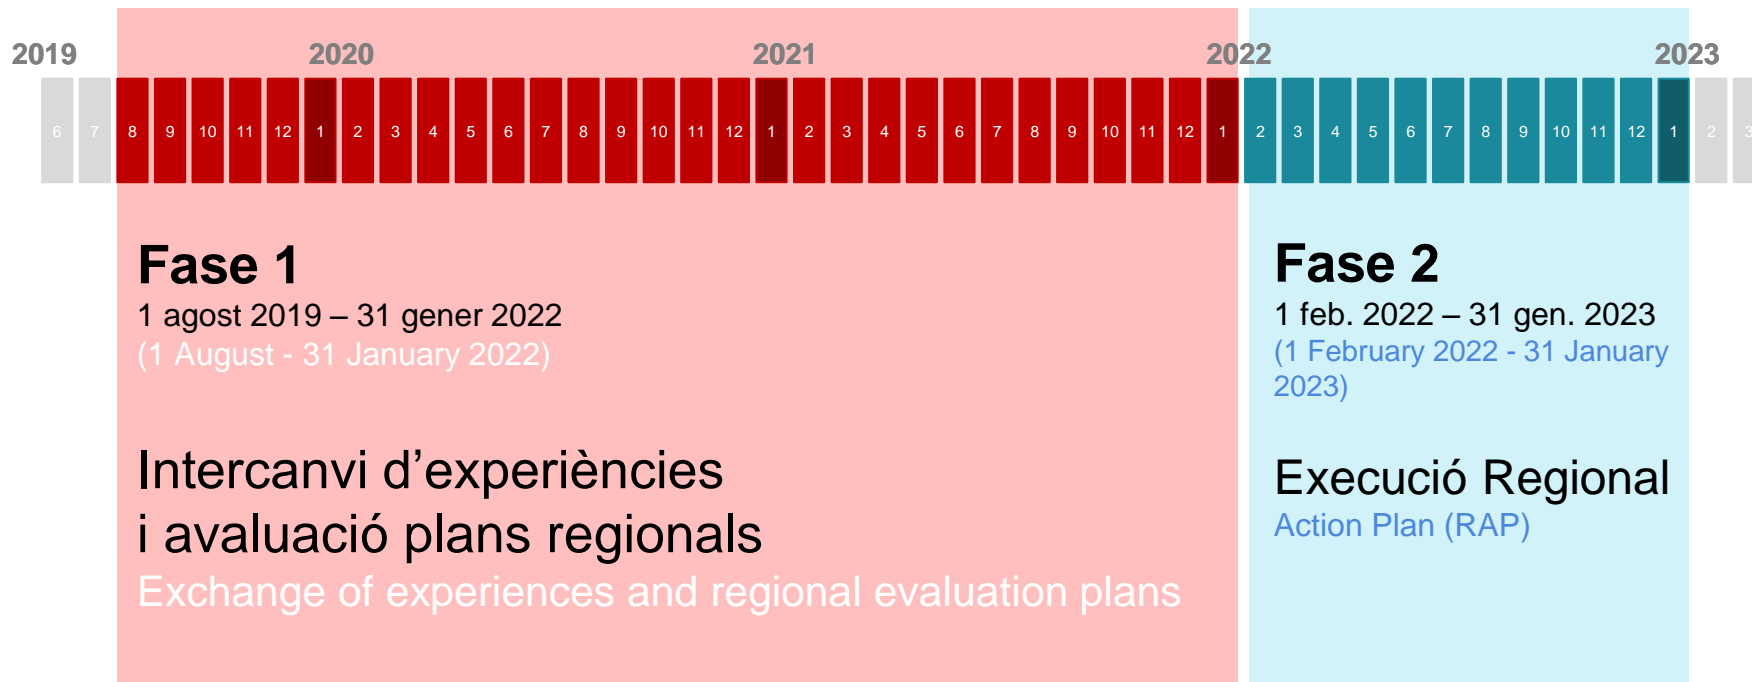 2019 2020 2021 2022 2023
6 7 8 9 10 11 12 1 2 3 4 5 6 7 8 9 10 11 12 1 2 3 4 5 6 7 8 9 10 11 12 1 2 3 4 5 6 7 8 9 10 11 12 1 2 3
Fase 1
1 agost 2019 – 31 gener 2022
(1 August - 31 January 2022)
Intercanvi d’experiències
i avaluació plans regionals
Exchange of experiences and regional evaluation plans
Fase 2
1 feb. 2022 – 31 gen. 2023
(1 February 2022 - 31 January
2023)
Execució Regional
Action Plan (RAP)